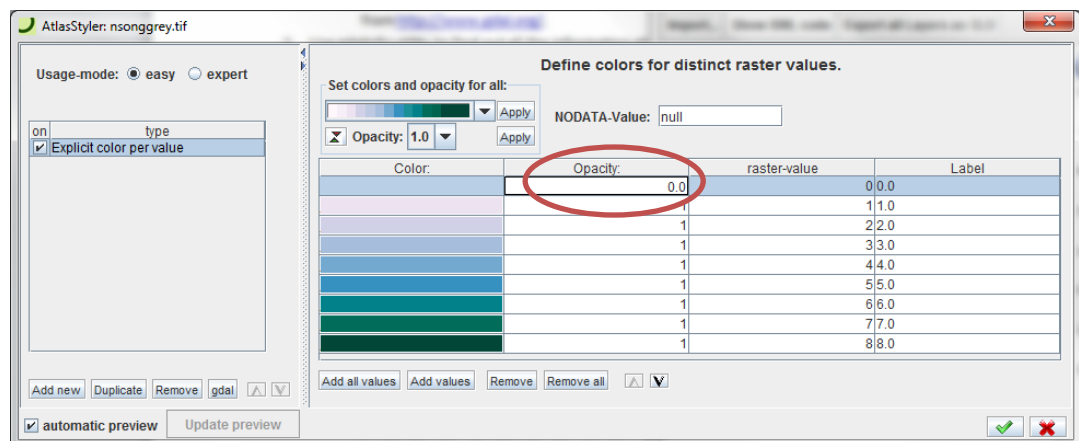 AtlasStyler: nsonggrey.tif
Usage-mode: easy expert
on type
Explicit color per value
Add new Duplicate Remove gdal
automatic preview Update preview
Define colors for distinct raster values.
Set colors and opacity for all:
Apply
NODATA-Value: null
Opacity: 1.0 Apply
Color: Opacity: raster-value Label
0.0 0 0.0
1 1 1.0
1 2 2.0
1 3 3.0
1 4 4.0
1 5 5.0
1 6 6.0
1 7 7.0
1 8 8.0
Add all values Add values Remove Remove all